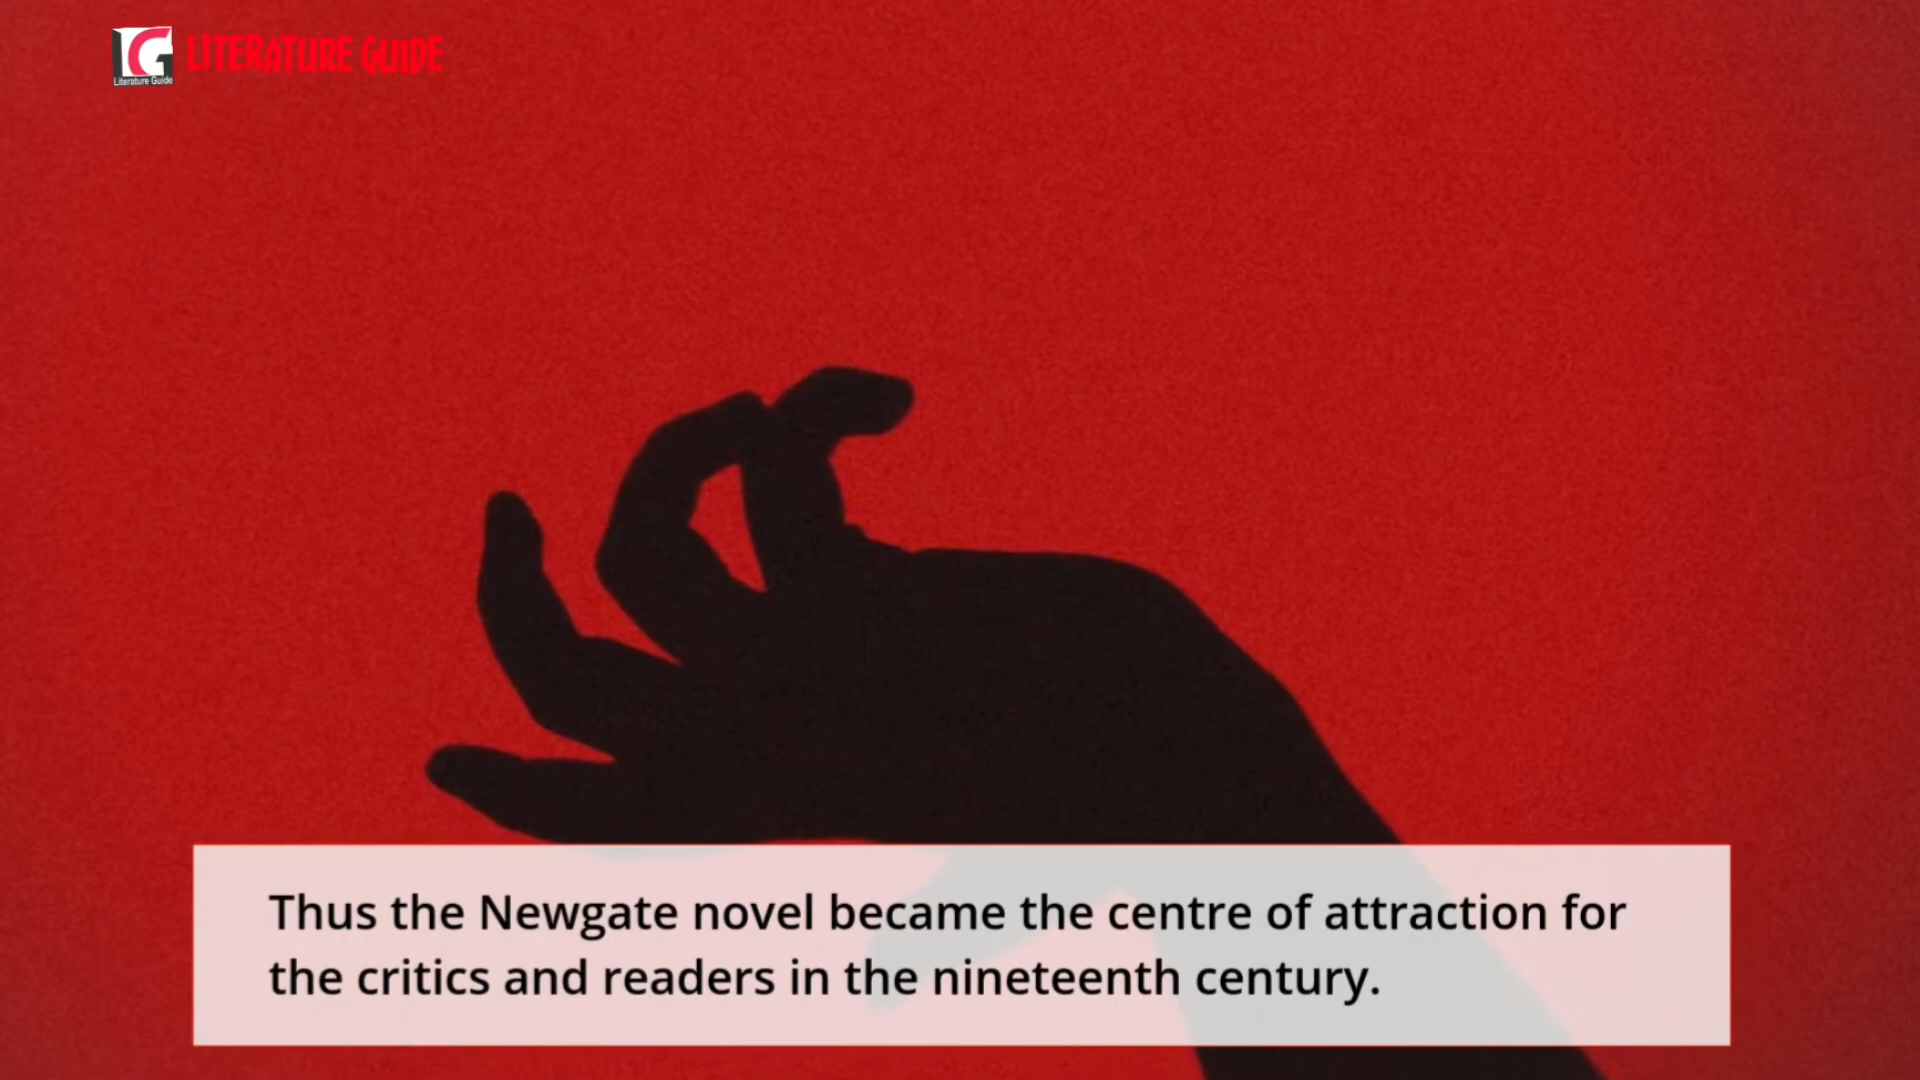 LG
Literature Guide
LITERATURE GUIDE
Thus the Newgate novel became the centre of attraction for
the critics and readers in the nineteenth century.